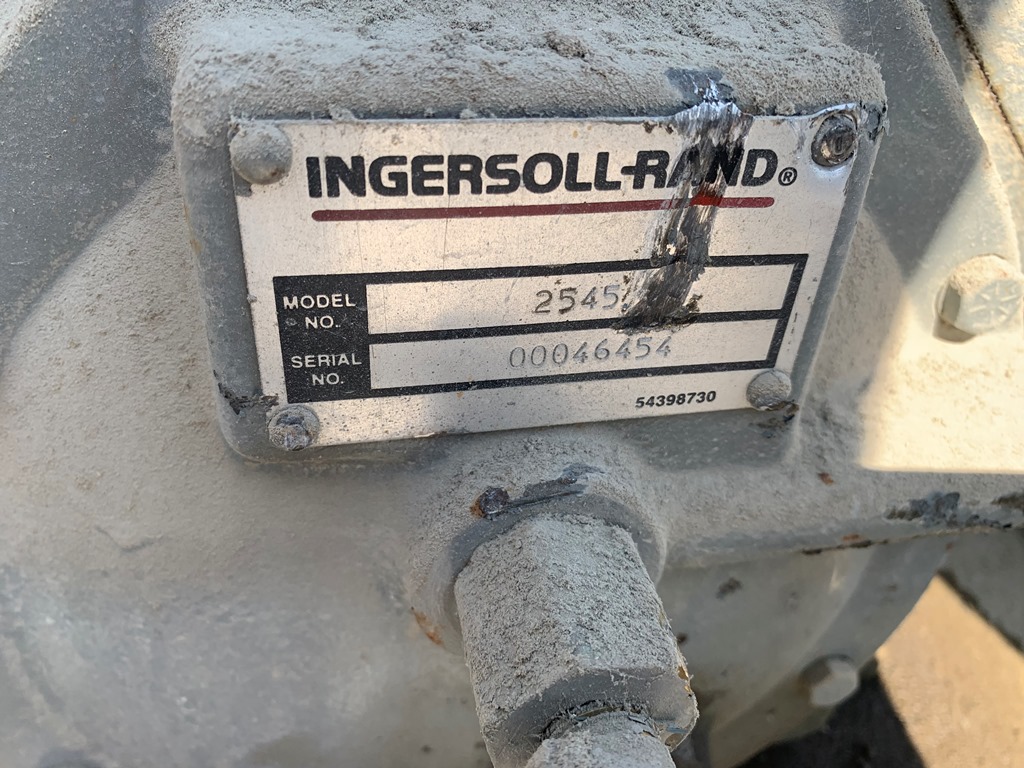 INGERSOLL-RAND®
MODEL NO. 2545
SERIAL NO. 00046454
54398730